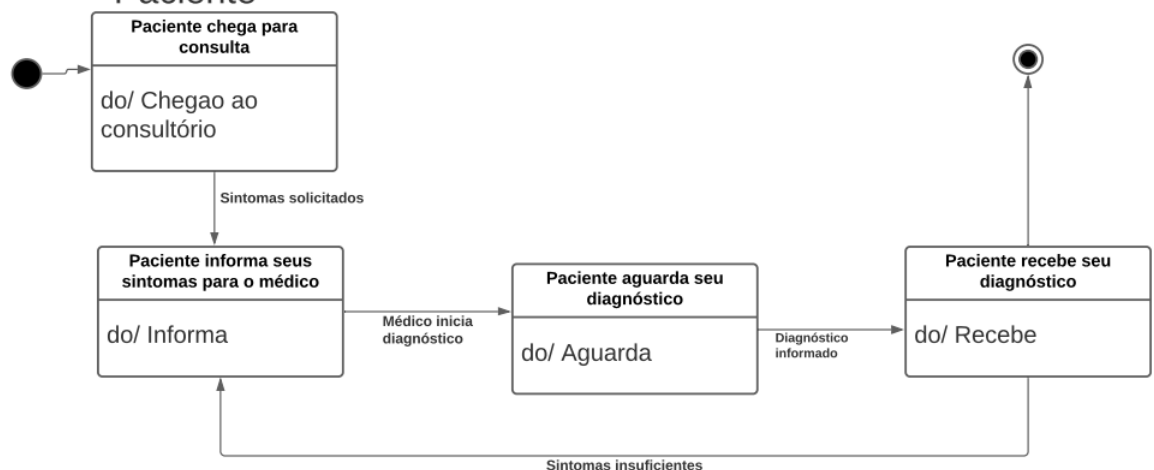 Paciente
Paciente chega para
consulta
do/ Chegao ao
consultório
Sintomas solicitados
Paciente informa seus
sintomas para o médico
do/ Informa
Médico inicia
diagnóstico
Paciente aguarda seu
diagnóstico
do/ Aguarda
Diagnóstico
informado
Paciente recebe seu
diagnóstico
do/ Recebe
Sintomas insuficientes